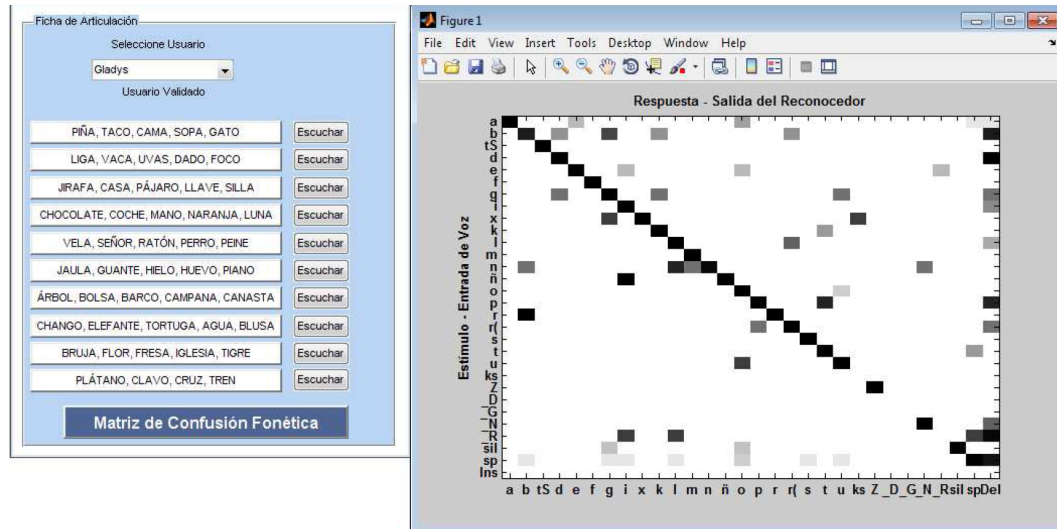 Ficha de Articulación
Seleccione Usuario
Gladys
Usuario Validado
PIÑA, TACO, CAMA, SOPA, GATO Escuchar
LIGA, VACA, UVAS, DADO, FOCO Escuchar
JIRAFA, CASA, PÁJARO, LLAVE, SILLA Escuchar
CHOCOLATE, COCHE, MANO, NARANJA, LUNA Escuchar
VELA, SEÑOR, RATÓN, PERRO, PEINE Escuchar
JAULA, GUANTE, HIELO, HUEVO, PIANO Escuchar
ÁRBOL, BOLSA, BARCO, CAMPANA, CANASTA Escuchar
CHANGO, ELEFANTE, TORTUGA, AGUA, BLUSA Escuchar
BRUJA, FLOR, FRESA, IGLESIA, TIGRE Escuchar
PLÁTANO, CLAVO, CRUZ, TREN Escuchar
Matriz de Confusión Fonética
Figure 1
File Edit View Insert Tools Desktop Window Help
Respuesta - Salida del Reconocedor
Estímulo - Entrada de Voz
a
b
tS
d
e
f
g
i
x
k
l
m
n
ñ
o
p
r
r(
s
t
u
ks
Z
_D
_G
_N
_R
sil
sp
Ins
a b tS d e f g i x k l m n ñ o p r r( s t u ks Z _D _G _N _R sil sp Del